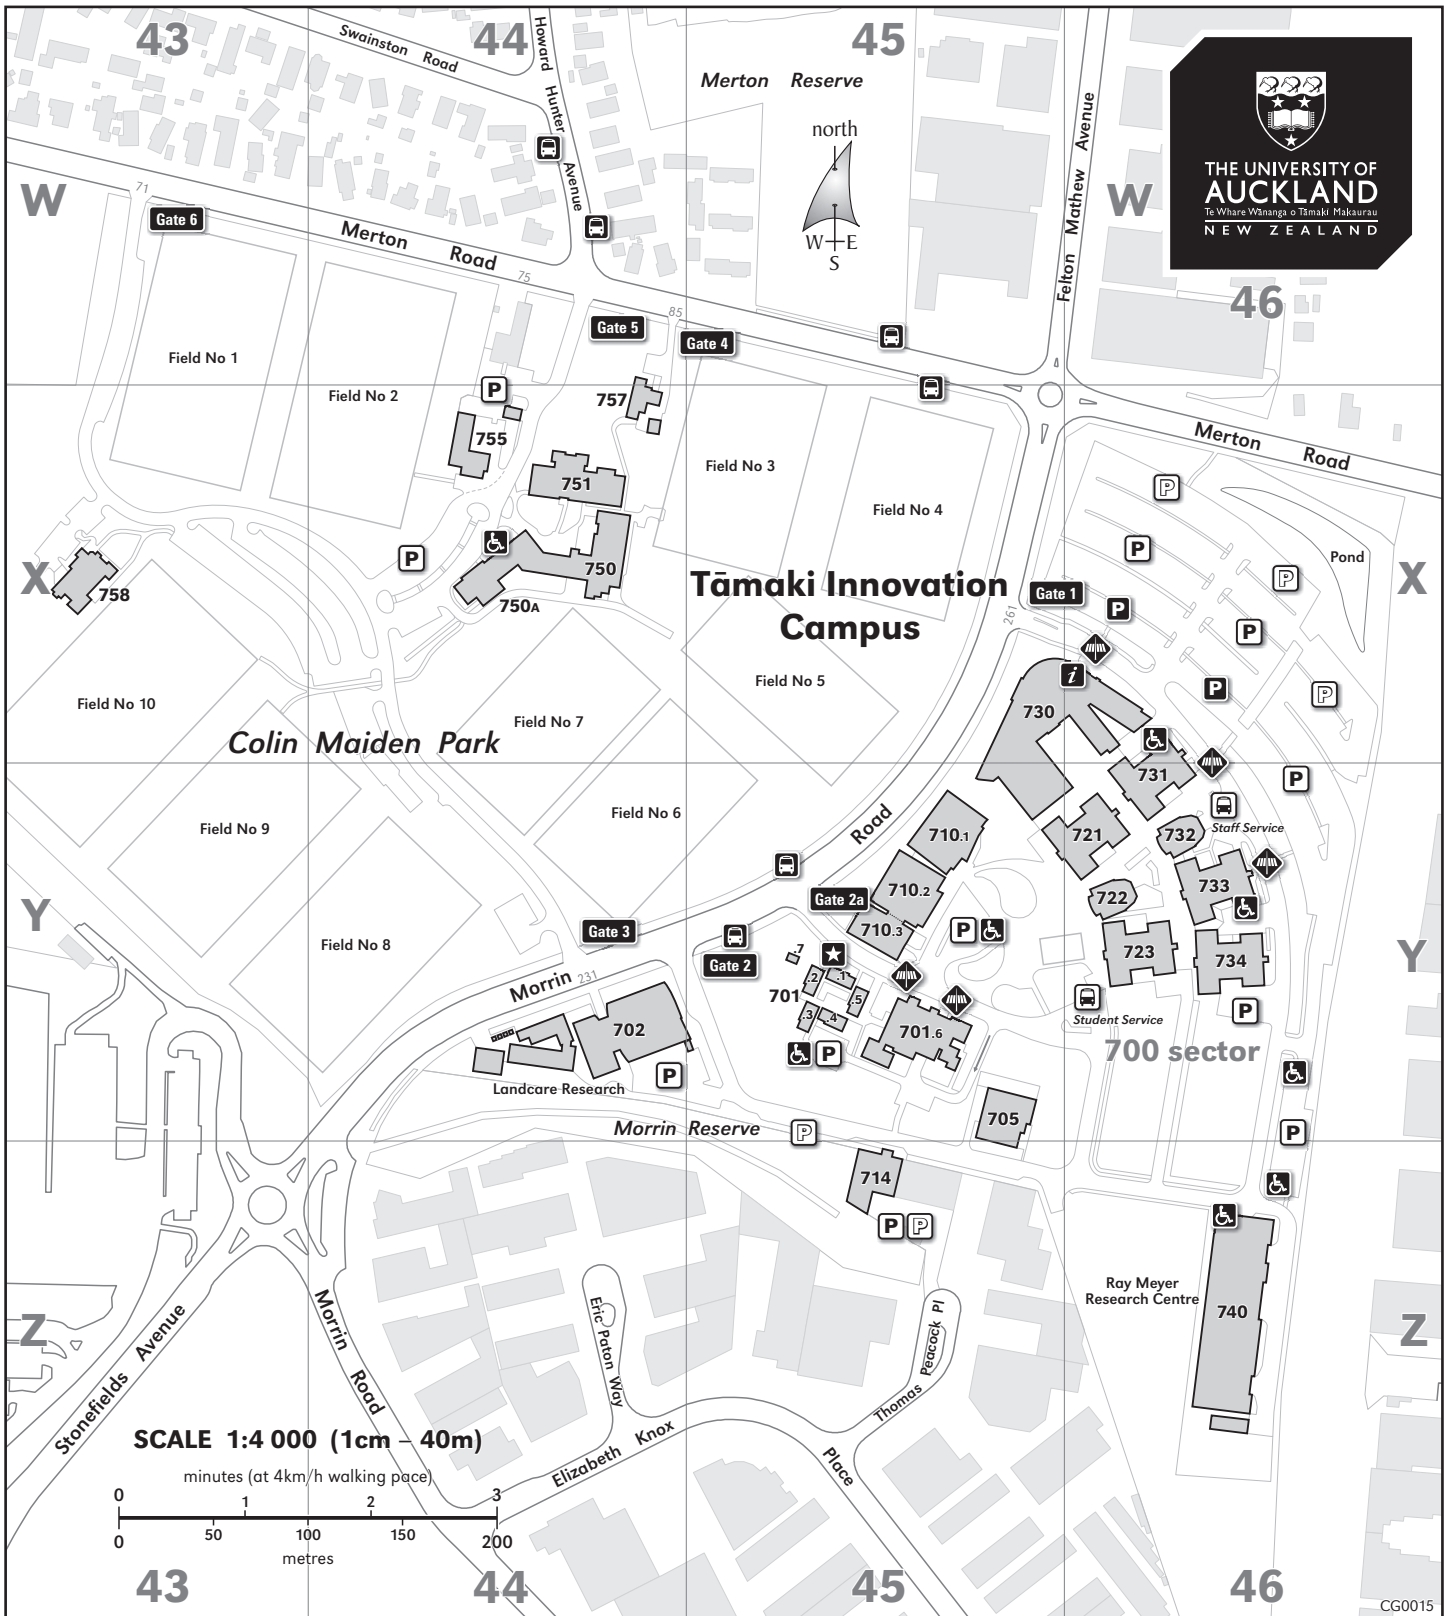 43
44
45
Swainston Road
Howard Hunter Avenue
Merton Reserve
north
W E
S
Felton Mathew Avenue
THE UNIVERSITY OF
AUCKLAND
Te Whare Wānanga o Tāmaki Makaurau
NEW ZEALAND
W
W
46
71
Gate 6
Merton Road
75
85
Gate 5
Gate 4
Field No 1
Field No 2
P
757
755
751
Field No 3
Field No 4
Merton Road
P
P
Pond
P
P
750
750A
X
758
Tāmaki Innovation
Campus
Gate 1
261
P
P
X
P
P
i
Field No 5
Field No 10
Field No 7
730
Colin Maiden Park
731
P
Field No 9
Field No 6
Road
710.1
721
732
Staff Service
710.2
733
722
Gate 2a
Y
Field No 8
Gate 3
710.3
P
723
734
Y
Gate 2
Morrin 231
.7
.2
.1
701
.5
.3
.4
701.6
702
P
Student Service
P
700 sector
Landcare Research
P
705
Morrin Reserve
P
P
714
P P
Ray Meyer
Research Centre
740
Z
Z
Stonefields Avenue
Morrin Road
Eric Paton Way
Thomas Peacock Pl
Elizabeth Knox Place
SCALE 1:4 000 (1cm – 40m)
minutes (at 4km/h walking pace)
0 1 2 3
0 50 100 150 200
metres
43
44
45
46
CG0015